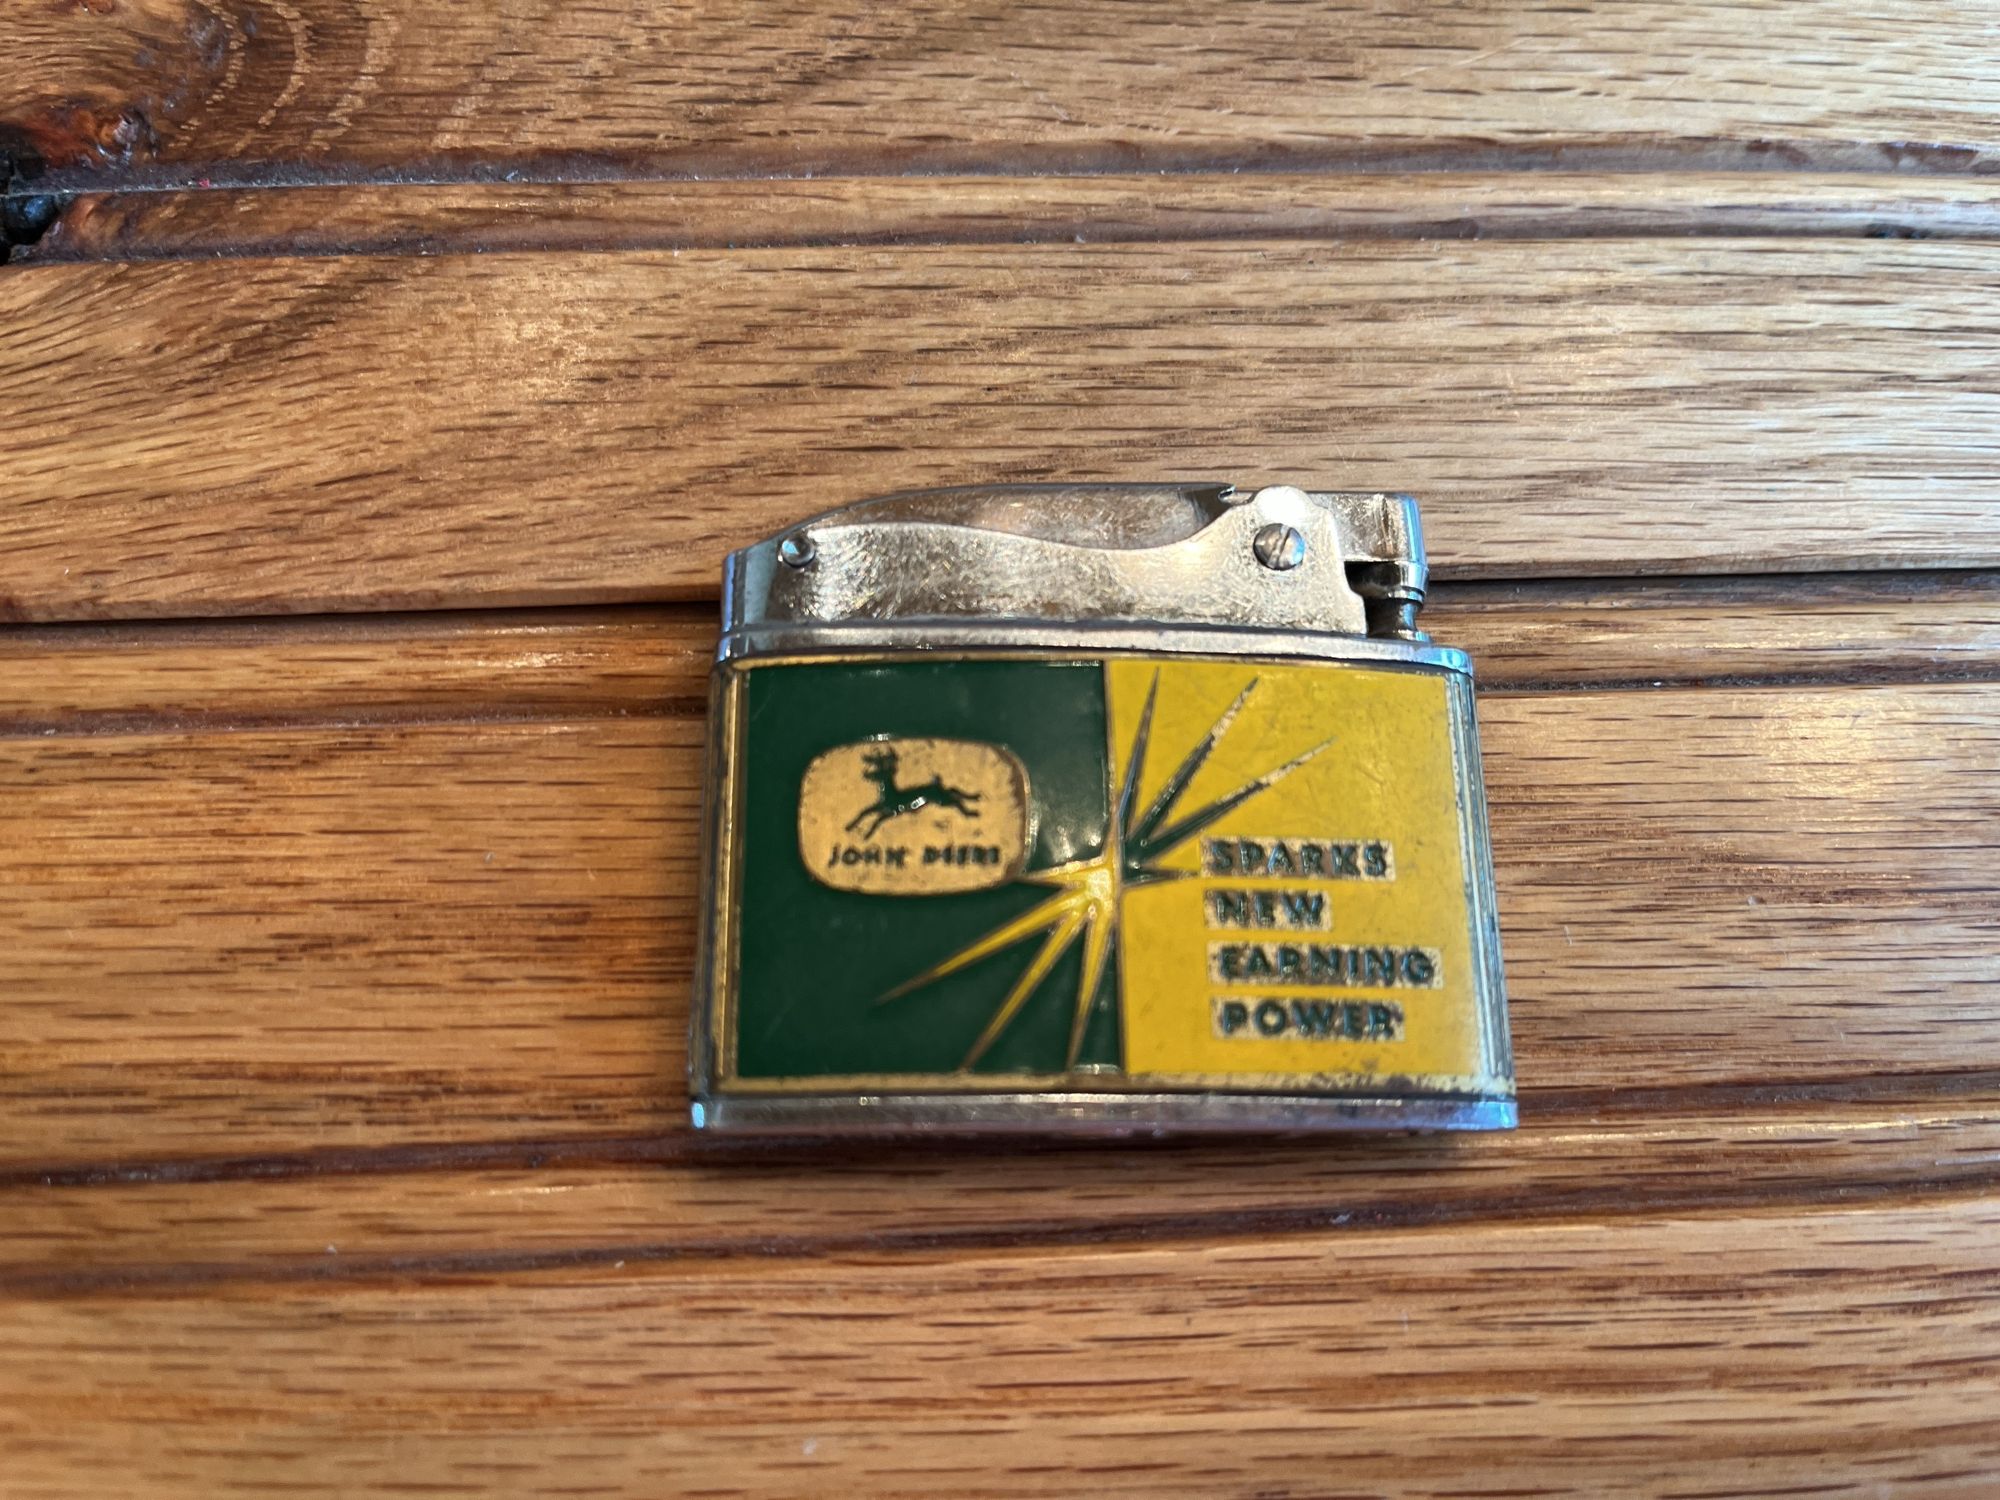 JOHN DEERE
SPARKS
NEW
EARNING
POWER